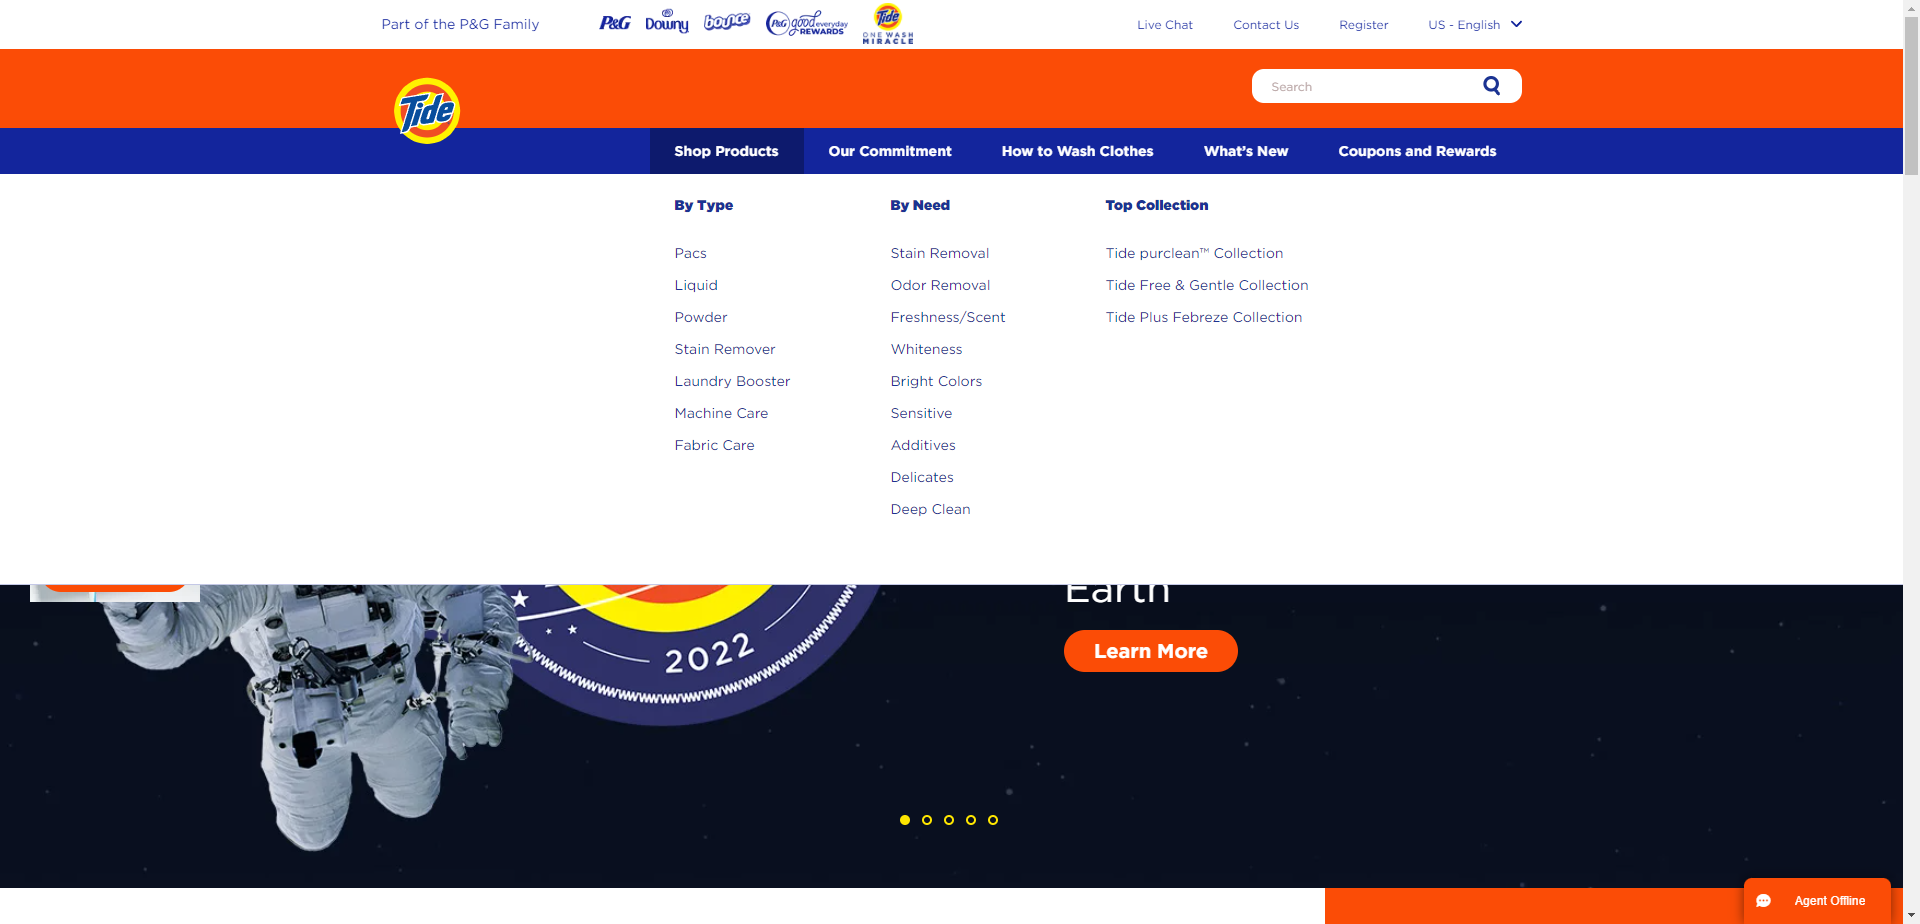 Part of the P&G Family
P&G
Downy
bounce
P&G good everyday
REWARDS
Tide
ONE WASH
MIRACLE
Live Chat
Contact Us
Register
US - English
Tide
Search
Shop Products
Our Commitment
How to Wash Clothes
What's New
Coupons and Rewards
By Type
Pacs
Liquid
Powder
Stain Remover
Laundry Booster
Machine Care
Fabric Care
By Need
Stain Removal
Odor Removal
Freshness/Scent
Whiteness
Bright Colors
Sensitive
Additives
Delicates
Deep Clean
Top Collection
Tide purclean™ Collection
Tide Free & Gentle Collection
Tide Plus Febreze Collection
Earth
2022
Learn More
Agent Offline